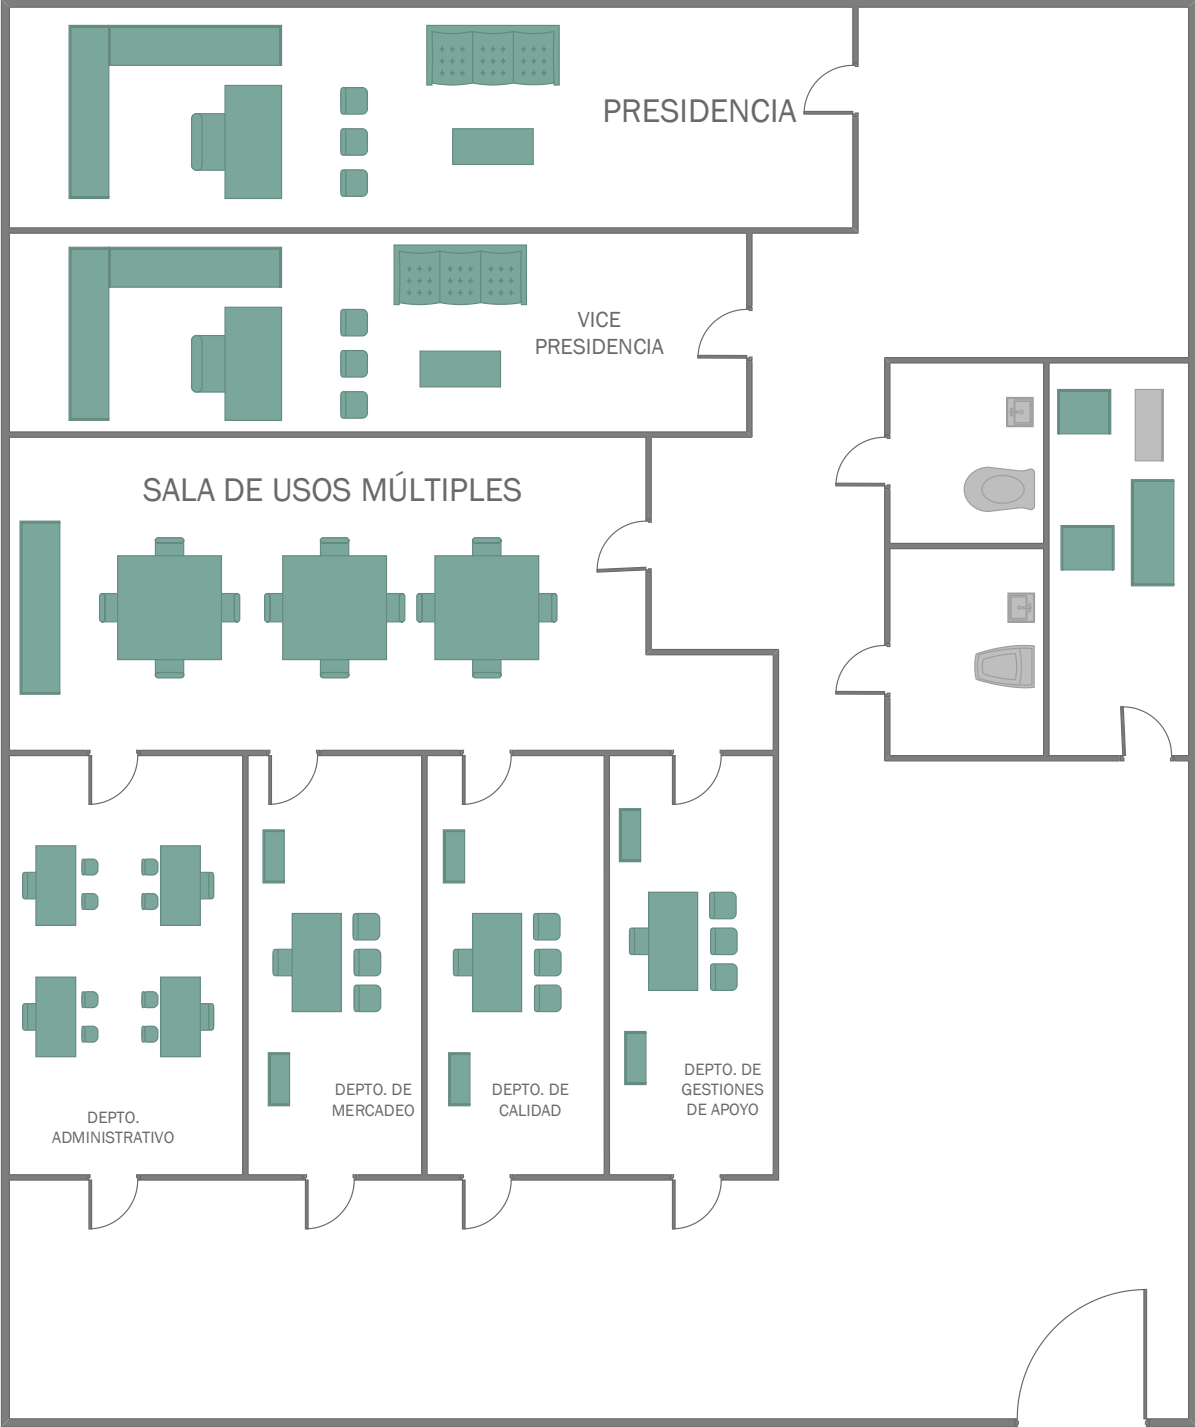 PRESIDENCIA
VICE
PRESIDENCIA
SALA DE USOS MÚLTIPLES
DEPTO.
ADMINISTRATIVO
DEPTO. DE
MERCADEO
DEPTO. DE
CALIDAD
DEPTO. DE
GESTIONES
DE APOYO